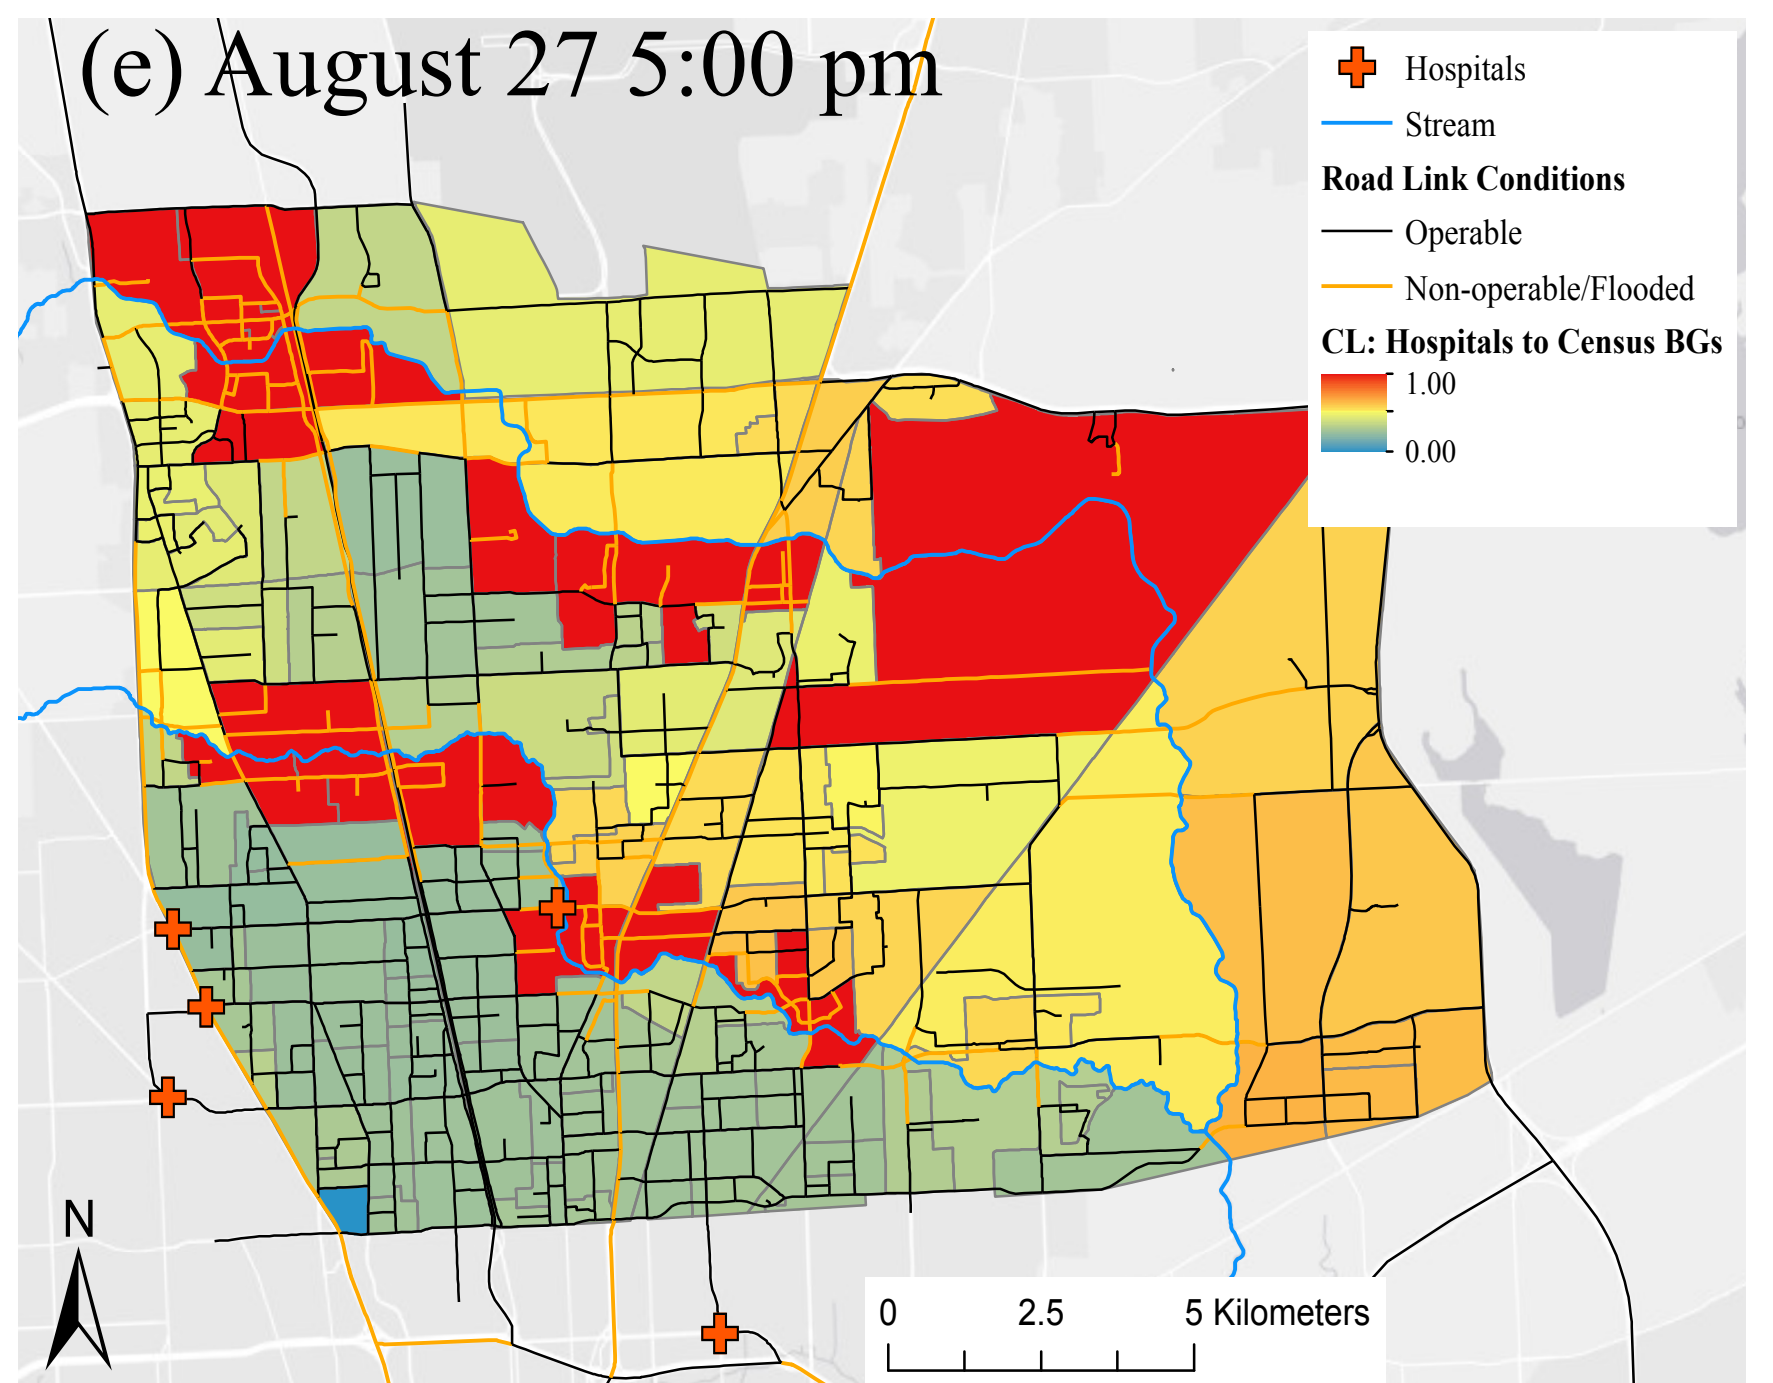 (e) August 27 5:00 pm
Hospitals
Stream
Road Link Conditions
Operable
Non-operable/Flooded
CL: Hospitals to Census BGs
1.00
0.00
N
0 2.5 5 Kilometers